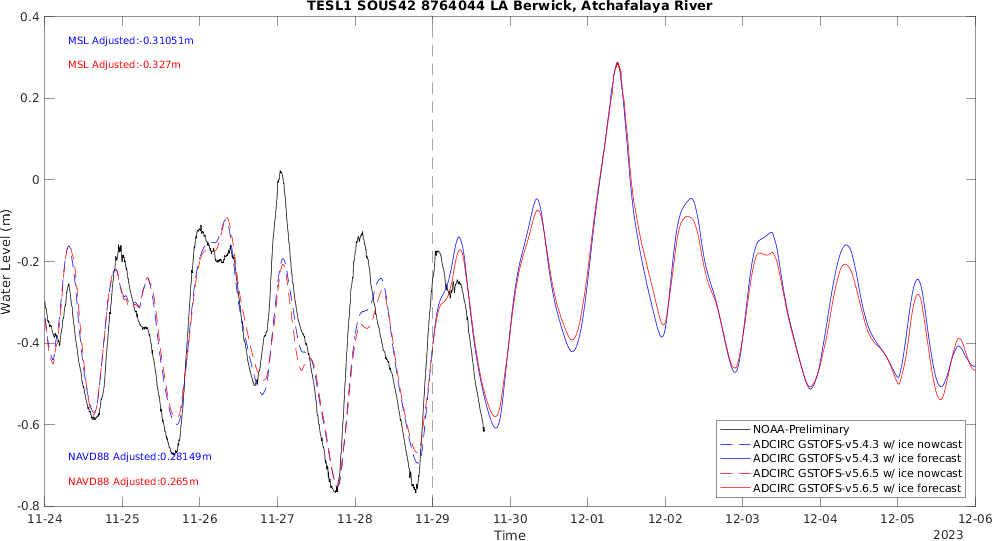 TESL1 SOUS42 8764044 LA Berwick, Atchafalaya River
MSL Adjusted:-0.31051m
MSL Adjusted:-0.327m
NAVD88 Adjusted:0.28149m
NAVD88 Adjusted:0.265m
Water Level (m)
0.4
0.2
0
-0.2
-0.4
-0.6
-0.8
NOAA-Preliminary
ADCIRC GSTOFS-v5.4.3 w/ ice nowcast
ADCIRC GSTOFS-v5.4.3 w/ ice forecast
ADCIRC GSTOFS-v5.6.5 w/ ice nowcast
ADCIRC GSTOFS-v5.6.5 w/ ice forecast
11-24 11-25 11-26 11-27 11-28 11-29 11-30 12-01 12-02 12-03 12-04 12-05 12-06
Time
2023